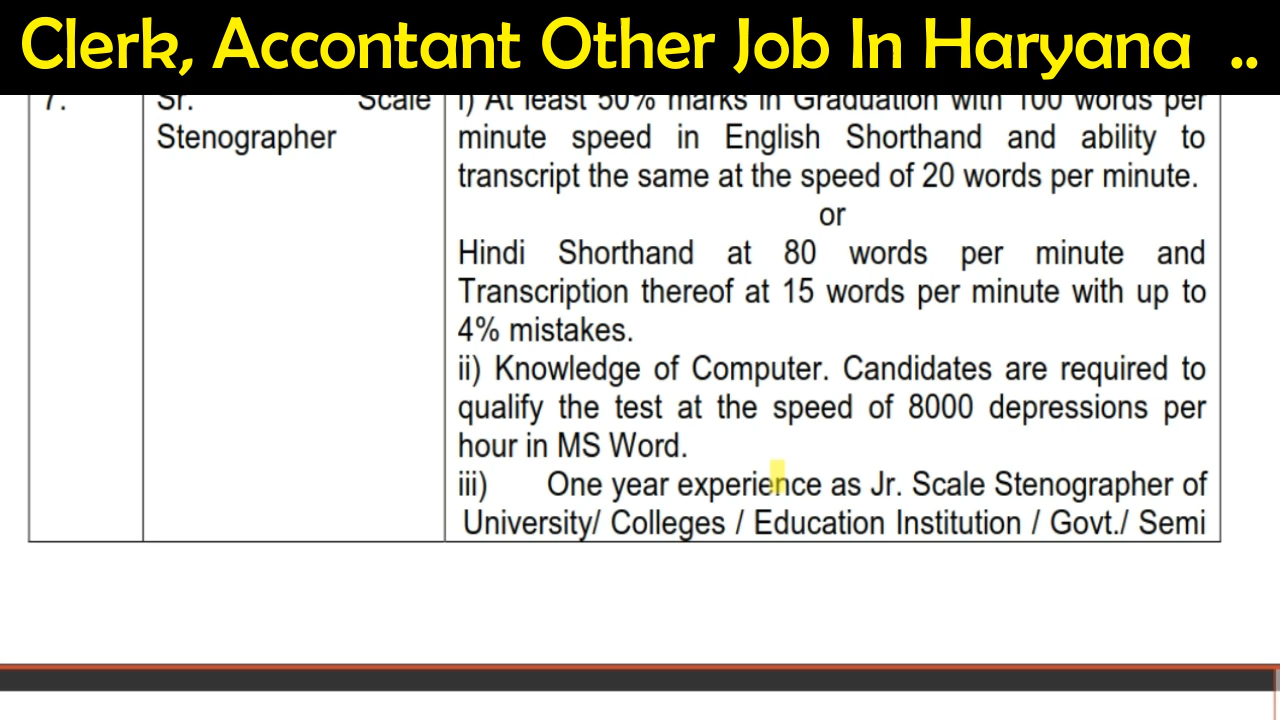 Clerk, Accontant Other Job In Haryana ..
7. Sr. Scale i) At least 50% marks in Graduation with 100 words per
Stenographer minute speed in English Shorthand and ability to
transcript the same at the speed of 20 words per minute.
or
Hindi Shorthand at 80 words per minute and
Transcription thereof at 15 words per minute with up to
4% mistakes.
ii) Knowledge of Computer. Candidates are required to
qualify the test at the speed of 8000 depressions per
hour in MS Word.
iii) One year experience as Jr. Scale Stenographer of
University/ Colleges / Education Institution / Govt./ Semi